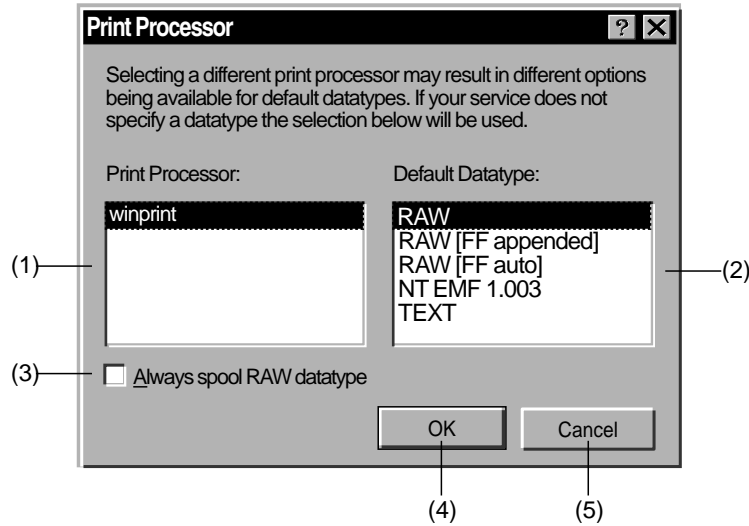 Print Processor
?
Selecting a different print processor may result in different options
being available for default datatypes. If your service does not
specify a datatype the selection below will be used.
Print Processor:
Default Datatype:
winprint
RAW
RAW [FF appended]
RAW [FF auto]
NT EMF 1.003
TEXT
(1)
(2)
(3)
Always spool RAW datatype
OK
Cancel
(4)
(5)